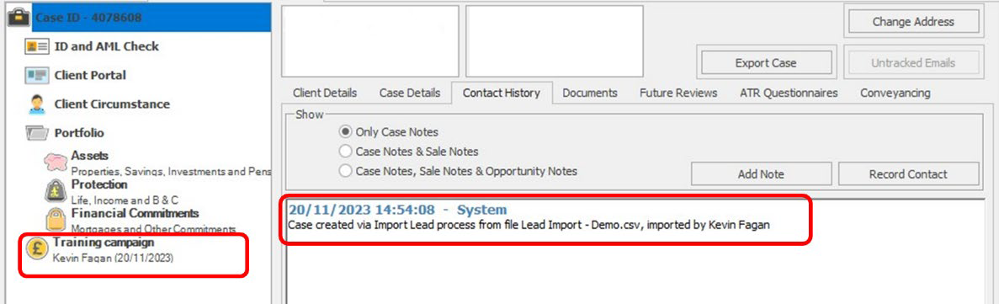 Case ID - 4078608
ID and AML Check
Client Portal
Client Circumstance
Portfolio
Assets
Properties, Savings, Investments and Pens
Protection
Life, Income and B & C
Financial Commitments
Mortgages and Other Commitments
Training campaign
Kevin Fagan (20/11/2023)
Change Address
Export Case
Untracked Emails
Client Details
Case Details
Contact History
Documents
Future Reviews
ATR Questionnaires
Conveyancing
Show
Only Case Notes
Case Notes & Sale Notes
Case Notes, Sale Notes & Opportunity Notes
Add Note
Record Contact
20/11/2023 14:54:08 - System
Case created via Import Lead process from file Lead Import - Demo.csv, imported by Kevin Fagan